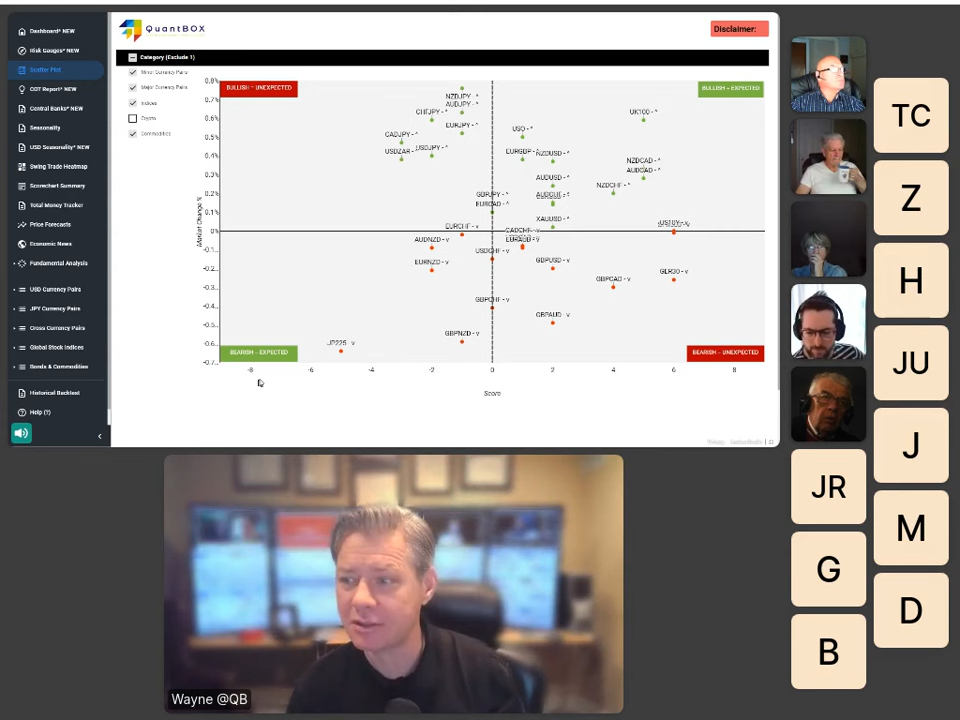 Dashboard* NEW
Risk Gauges* NEW
Scatter Plot
COT Report* NEW
Central Banks* NEW
Seasonality
USD Seasonality* NEW
Swing Trade Heatmap
Scorechart Summary
Total Money Tracker
Price Forecasts
Economic News
Fundamental Analysis
USD Currency Pairs
JPY Currency Pairs
Cross Currency Pairs
Global Stock Indices
Bonds & Commodities
Historical Backtest
Help (?)
QuantBOX
Disclaimer:
Category (Exclude 1)
Minor Currency Pairs
Major Currency Pairs
Indices
Crypto
Commodities
BULLISH - UNEXPECTED
BULLISH - EXPECTED
BEARISH - EXPECTED
BEARISH - UNEXPECTED
Market Change %
0.8%
0.7%
0.6%
0.5%
0.4%
0.3%
0.2%
0.1%
0%
-0.1...
-0.2...
-0.3...
-0.4...
-0.5...
-0.6...
-0.7...
NZDJPY - ^
AUDJPY - ^
CHFJPY - ^
UK100 - ^
EURJPY - ^
USO - ^
CADJPY - ^
USDZAR - ^
USDJPY - ^
EURGBP - ^
NZDUSD - ^
NZDCAD - ^
AUDCAD - ^
AUDUSD - ^
NZDCHF - ^
GBPJPY - ^
AUDCHF - ^
EURCAD - ^
XAUUSD - ^
EURCHF - v
CADCHF - v
AUDNZD - v
USDCHF - v
EURNZD - v
GBPUSD - v
GER30 - v
GBPCAD - v
GBPCHF - v
GBPAUD - v
GBPNZD - v
JP225 v
-8
-6
-4
-2
0
2
4
6
8
Score
Wayne @QB
TC
Z
H
JU
J
JR
M
G
D
B